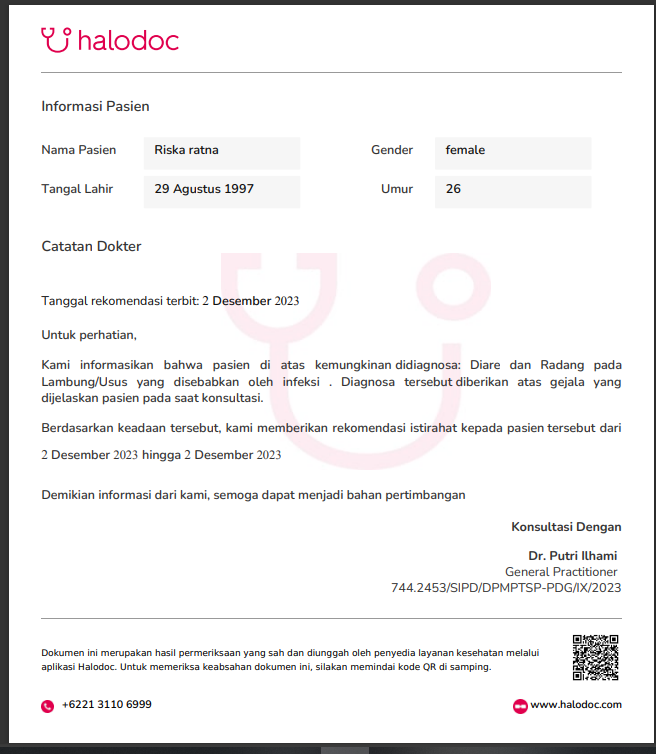 halodoc
Informasi Pasien
Nama Pasien Riska ratna Gender female
Tangal Lahir 29 Agustus 1997 Umur 26
Catatan Dokter
Tanggal rekomendasi terbit: 2 Desember 2023
Untuk perhatian,
Kami informasikan bahwa pasien di atas kemungkinan didiagnosa: Diare dan Radang pada
Lambung/Usus yang disebabkan oleh infeksi . Diagnosa tersebut diberikan atas gejala yang
dijelaskan pasien pada saat konsultasi.
Berdasarkan keadaan tersebut, kami memberikan rekomendasi istirahat kepada pasien tersebut dari
2 Desember 2023 hingga 2 Desember 2023
Demikian informasi dari kami, semoga dapat menjadi bahan pertimbangan
Konsultasi Dengan
Dr. Putri Ilhami
General Practitioner
744.2453/SIPD/DPMPTSP-PDG/IX/2023
Dokumen ini merupakan hasil permeriksaan yang sah dan diunggah oleh penyedia layanan kesehatan melalui
aplikasi Halodoc. Untuk memeriksa keabsahan dokumen ini, silakan memindai kode QR di samping.
+6221 3110 6999 www.halodoc.com